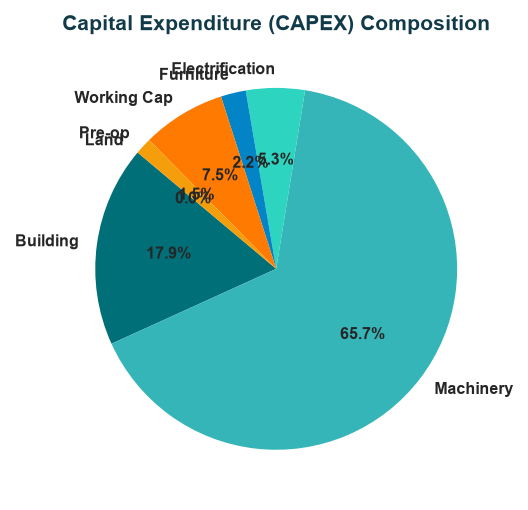 Capital Expenditure (CAPEX) Composition
Electrification
Furniture
Working Cap
Pre-op
Land
Building
Machinery
5.3%
2.2%
7.5%
1.5%
0.0%
17.9%
65.7%